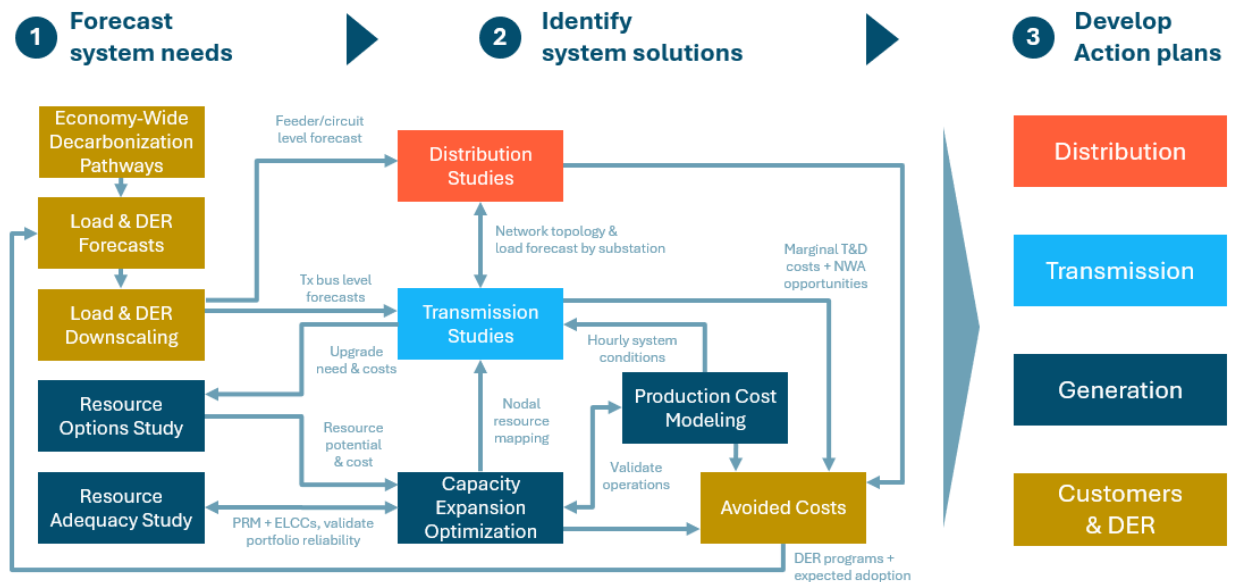 1
Forecast
system needs
2
Identify
system solutions
3
Develop
Action plans
Economy-Wide
Decarbonization
Pathways
Load & DER
Forecasts
Load & DER
Downscaling
Resource
Options Study
Resource
Adequacy Study
Feeder/circuit
level forecast
Tx bus level
forecasts
Upgrade
need & costs
Resource
potential
& cost
PRM + ELCCs, validate
portfolio reliability
Distribution
Studies
Network topology &
load forecast by substation
Transmission
Studies
Nodal
resource
mapping
Capacity
Expansion
Optimization
Hourly system
conditions
Production Cost
Modeling
Validate
operations
Marginal T&D
costs + NWA
opportunities
Avoided Costs
DER programs +
expected adoption
Distribution
Transmission
Generation
Customers
& DER